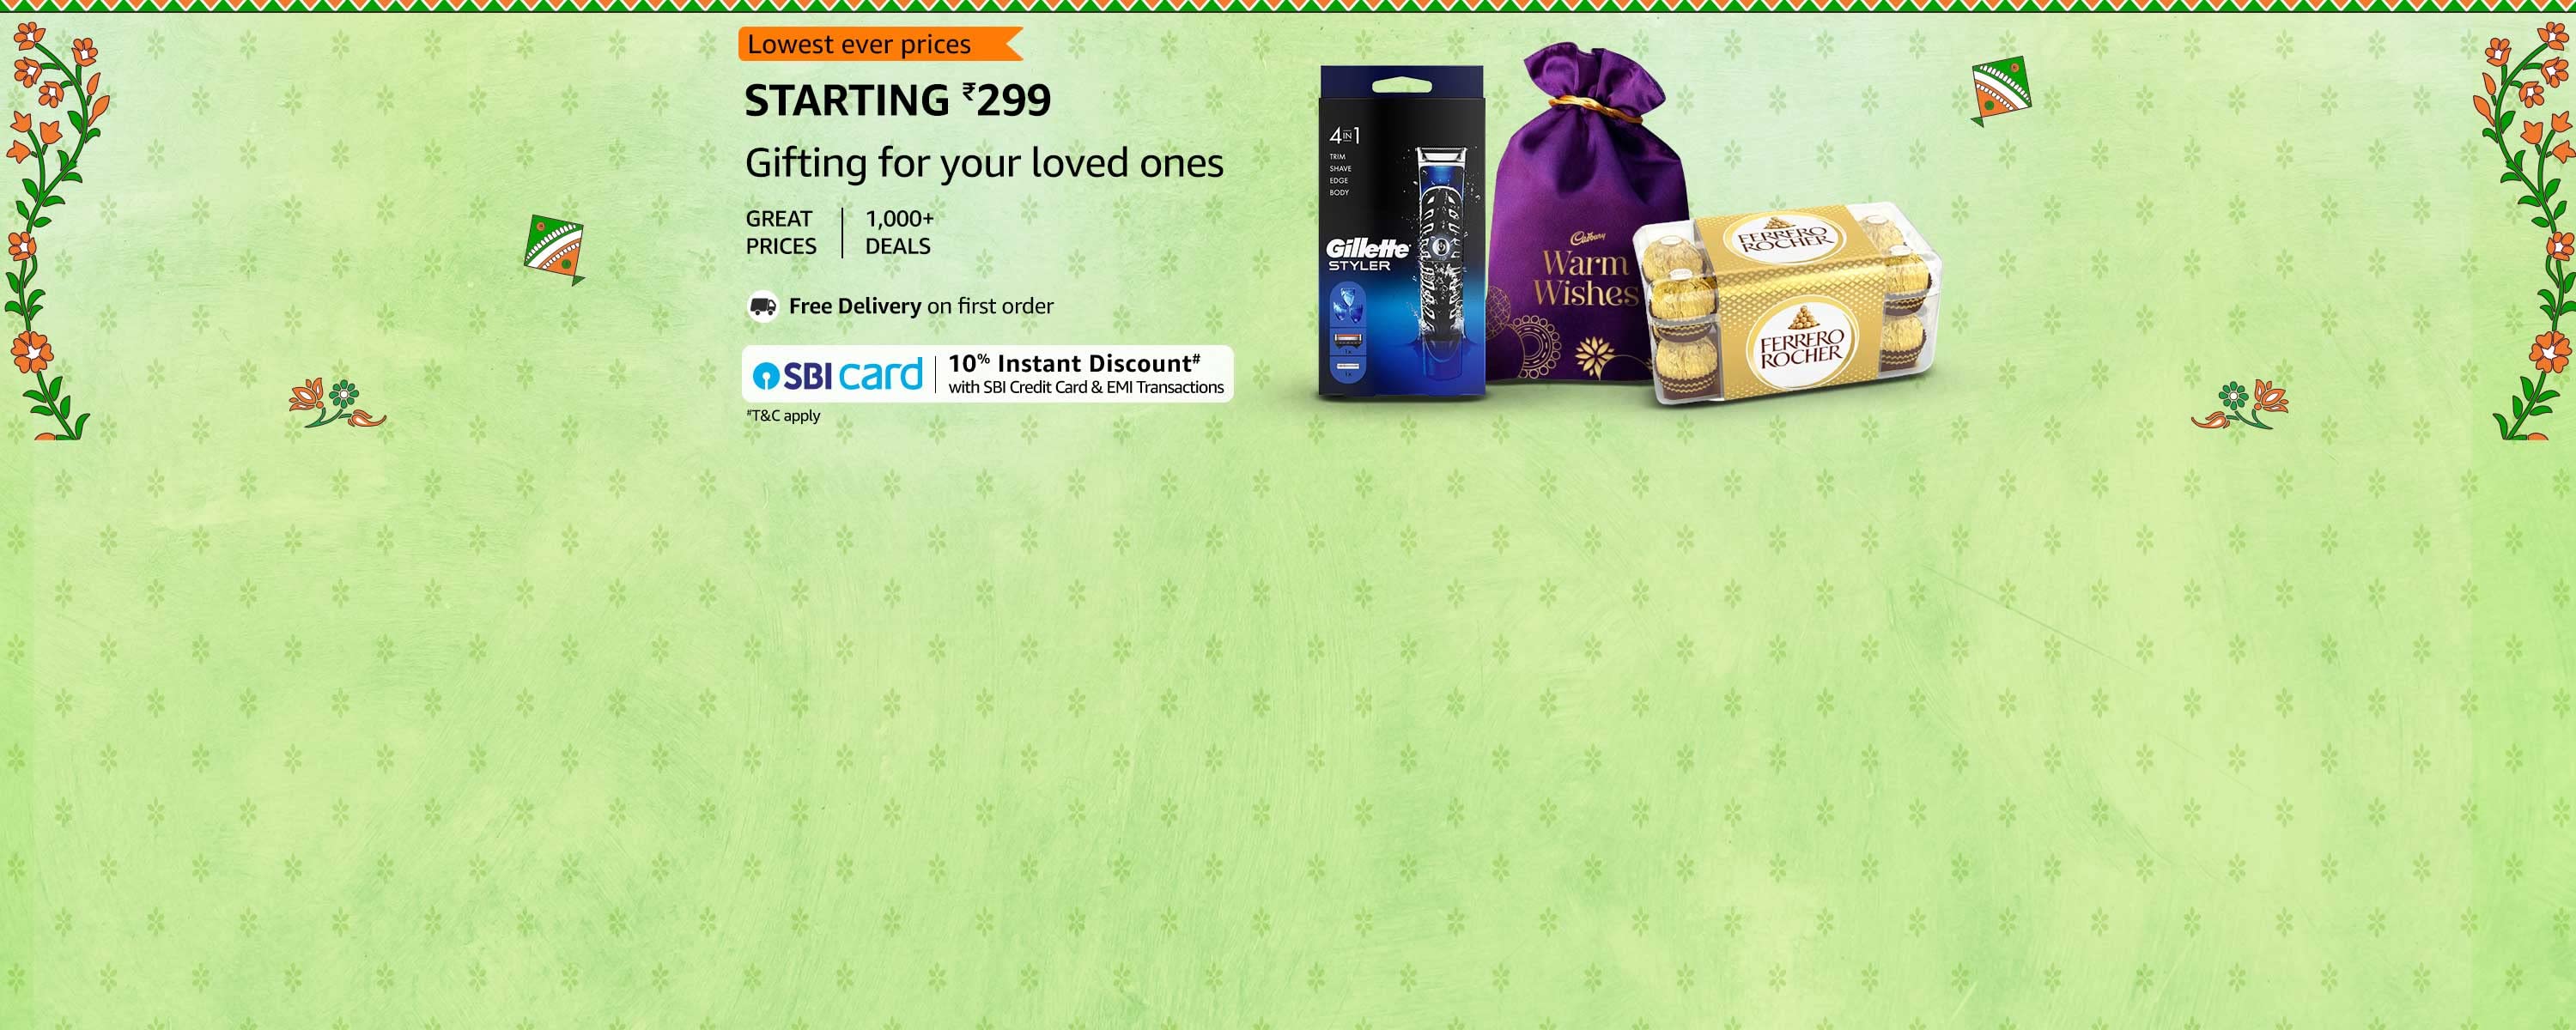 Lowest ever prices
STARTING ₹299
Gifting for your loved ones
GREAT
PRICES
1,000+
DEALS
Free Delivery on first order
SBI card
10% Instant Discount#
with SBI Credit Card & EMI Transactions
#T&C apply
4 IN 1
TRIM
SHAVE
EDGE
BODY
Gillette
STYLER
Cadbury
Warm
Wishes
FERRERO
ROCHER
FERRERO
ROCHER